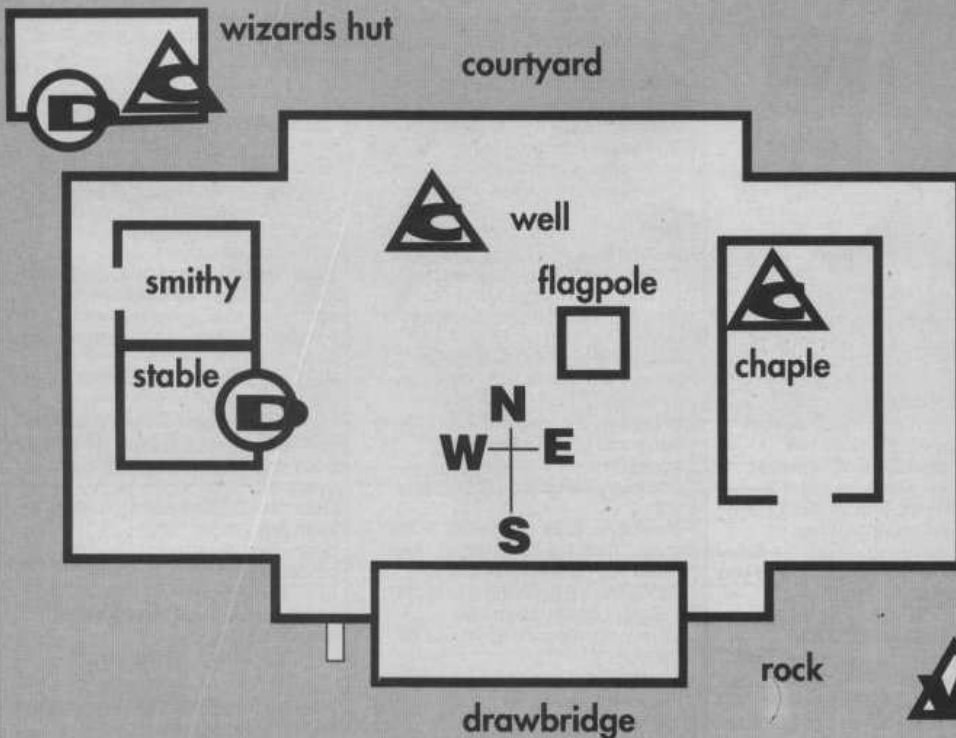 wizards hut
courtyard
D
C
C
well
smithy
flagpole
C
stable
chaple
D
N
W E
S
rock
drawbridge